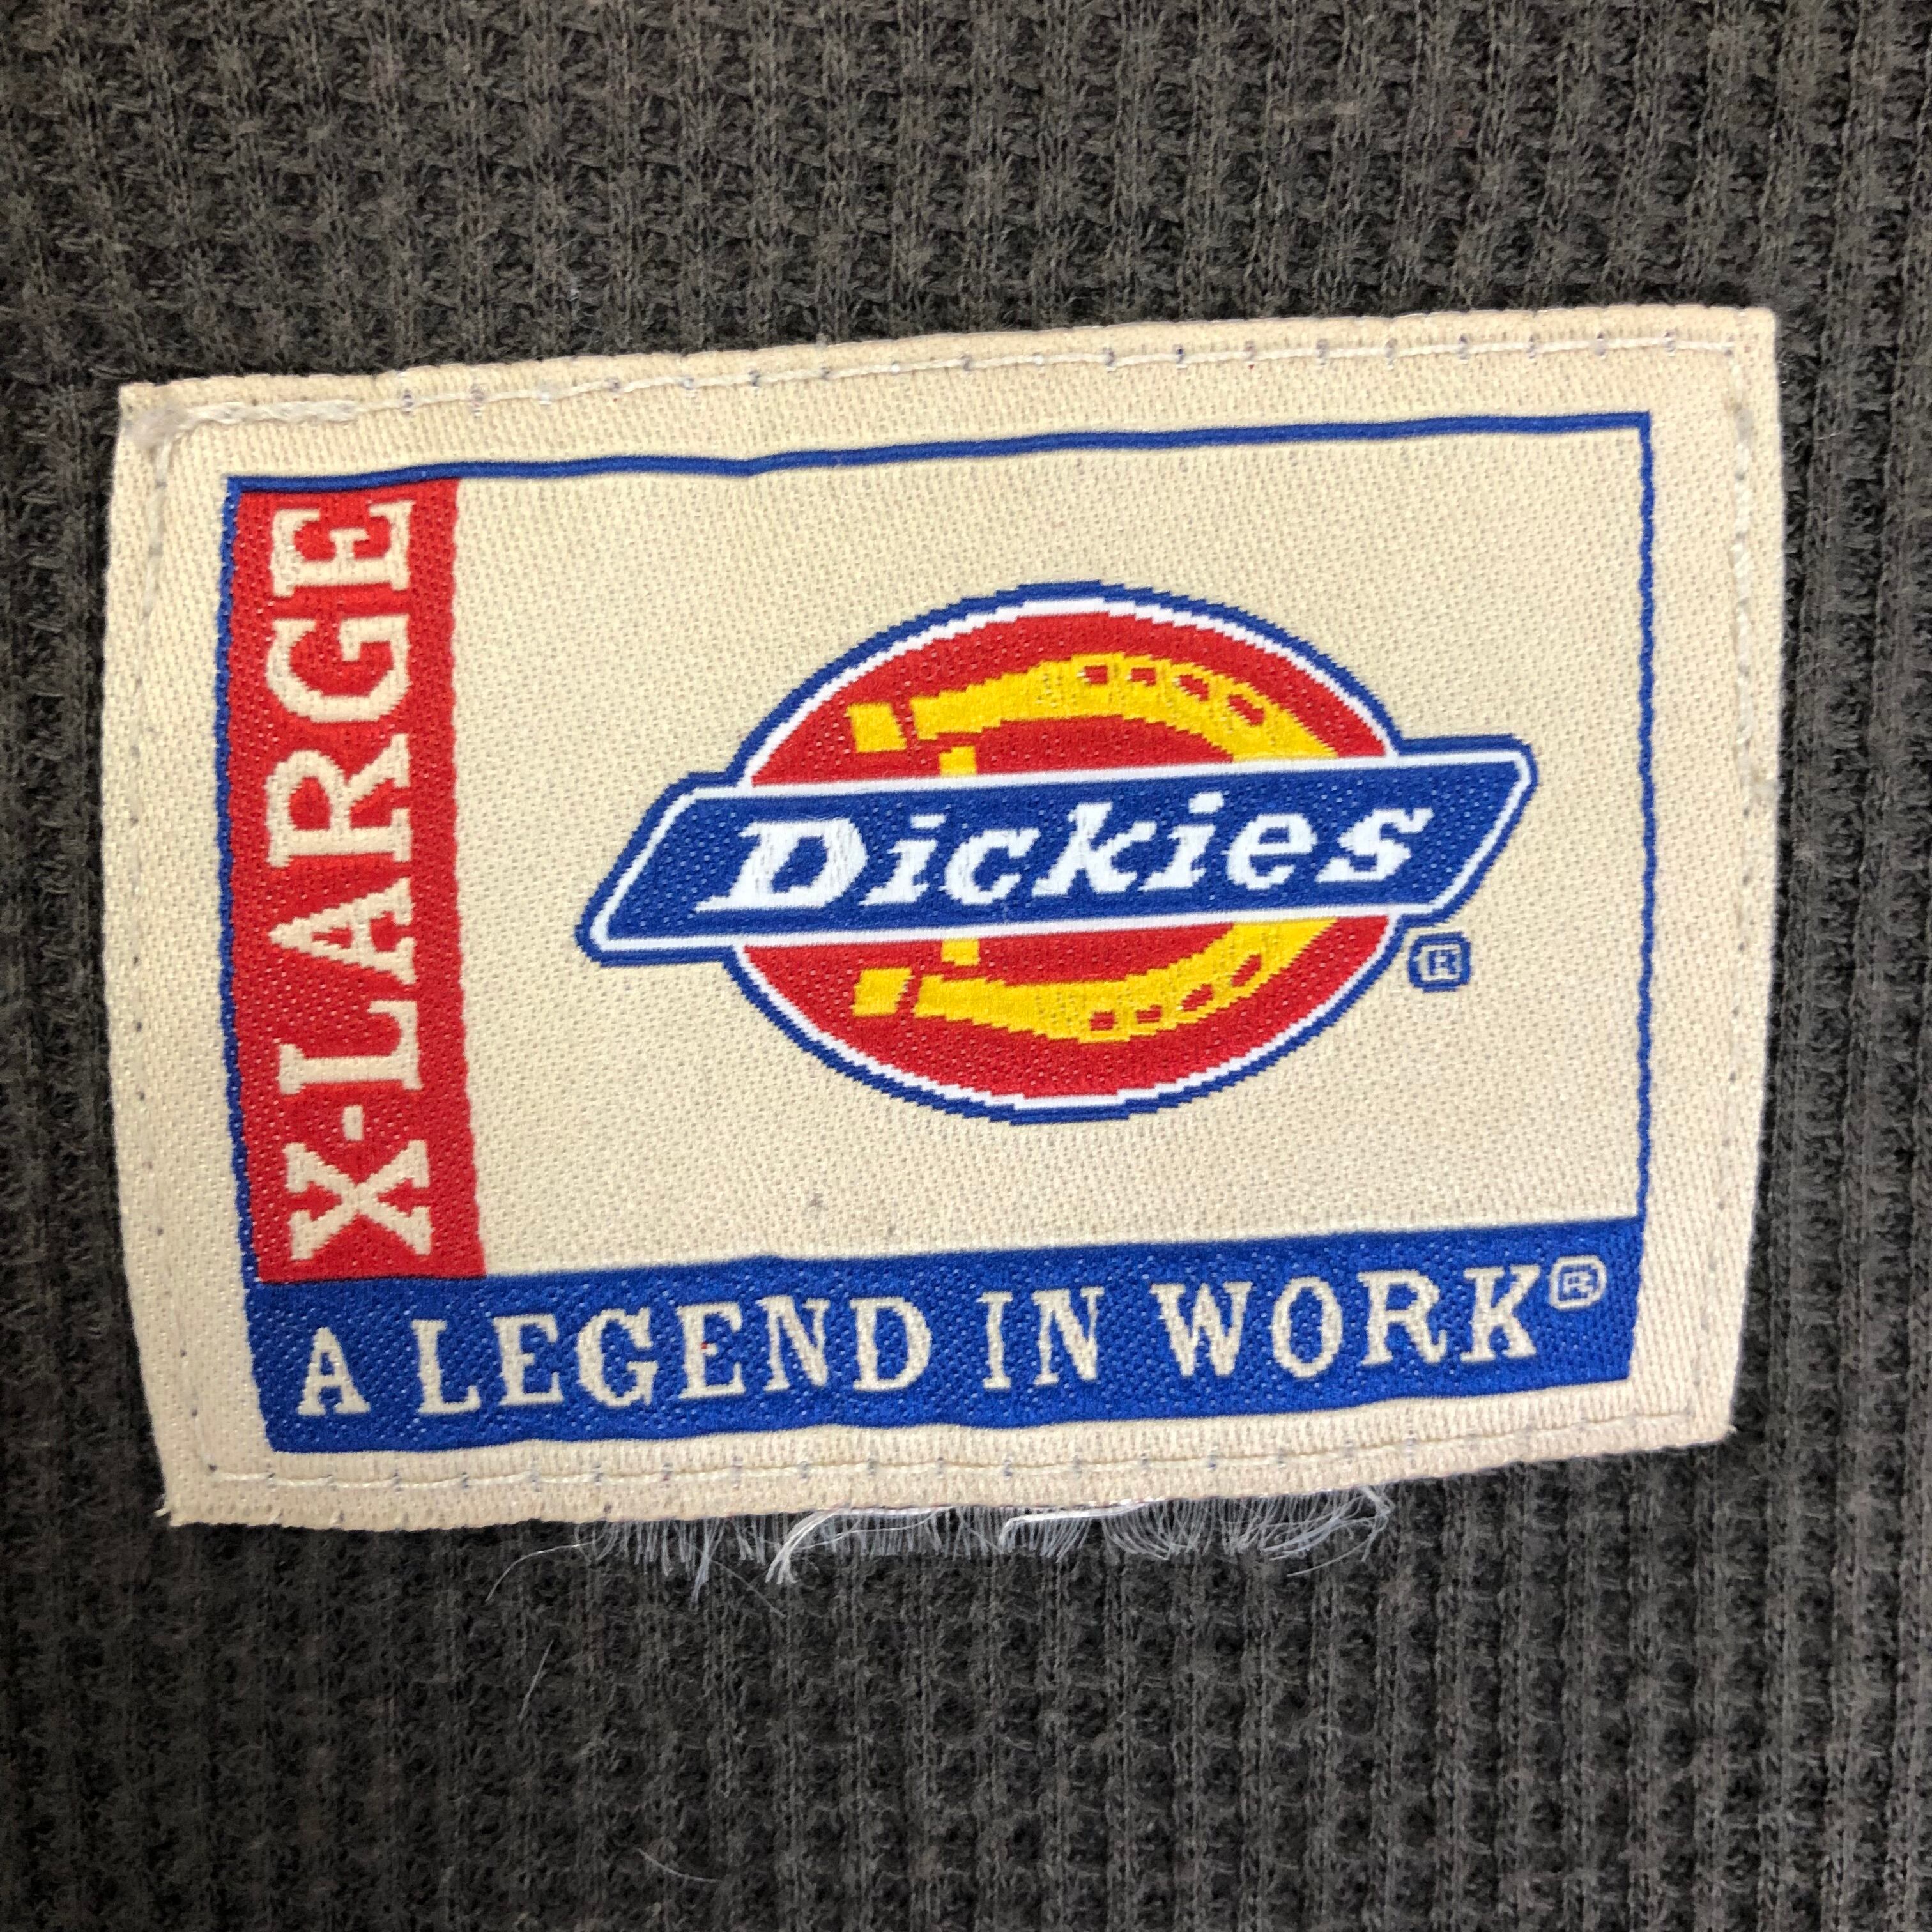 X-LARGE
Dickies®
A LEGEND IN WORK®